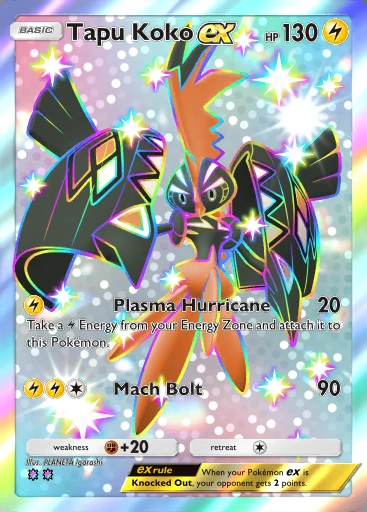 BASIC Tapu Koko ex HP 130
Plasma Hurricane 20
Take a Energy from your Energy Zone and attach it to
this Pokémon.
Mach Bolt 90
weakness +20 retreat
Illus. PLANETA Igarashi
ex rule When your Pokémon ex is
Knocked Out, your opponent gets 2 points.